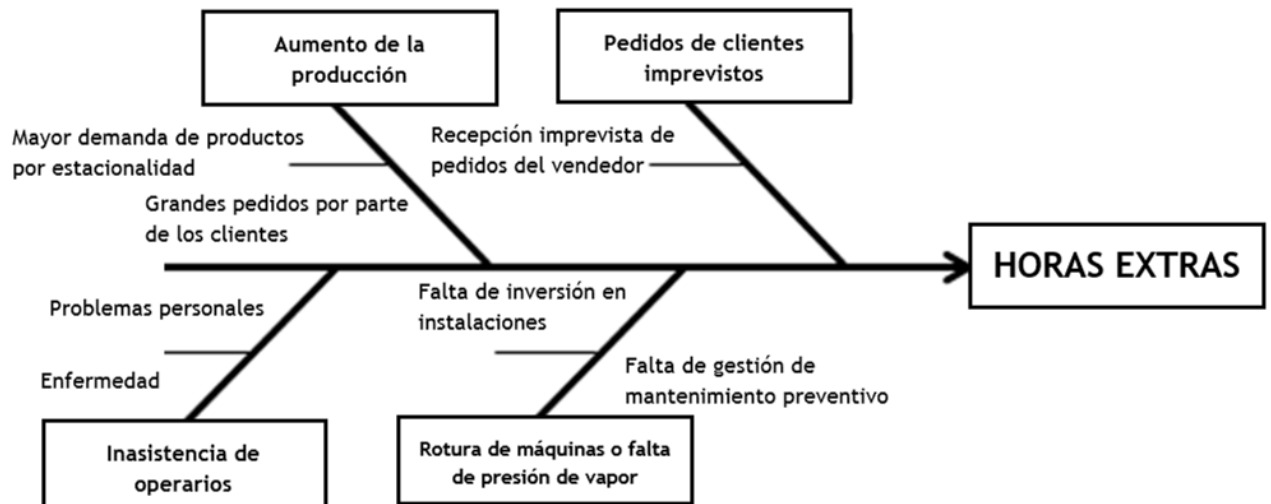 Aumento de la
producción
Pedidos de clientes
imprevistos
Mayor demanda de productos
por estacionalidad
Recepción imprevista de
pedidos del vendedor
Grandes pedidos por parte
de los clientes
HORAS EXTRAS
Problemas personales
Enfermedad
Falta de inversión en
instalaciones
Falta de gestión de
mantenimiento preventivo
Inasistencia de
operarios
Rotura de máquinas o falta
de presión de vapor